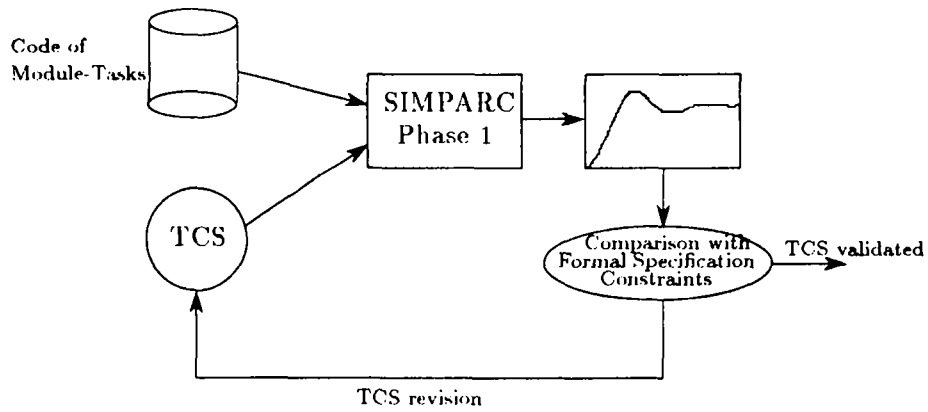 Code of
Module-Tasks
SIMPARC
Phase 1
TCS
Comparison with
Formal Specification
Constraints
TCS validated
TCS revision